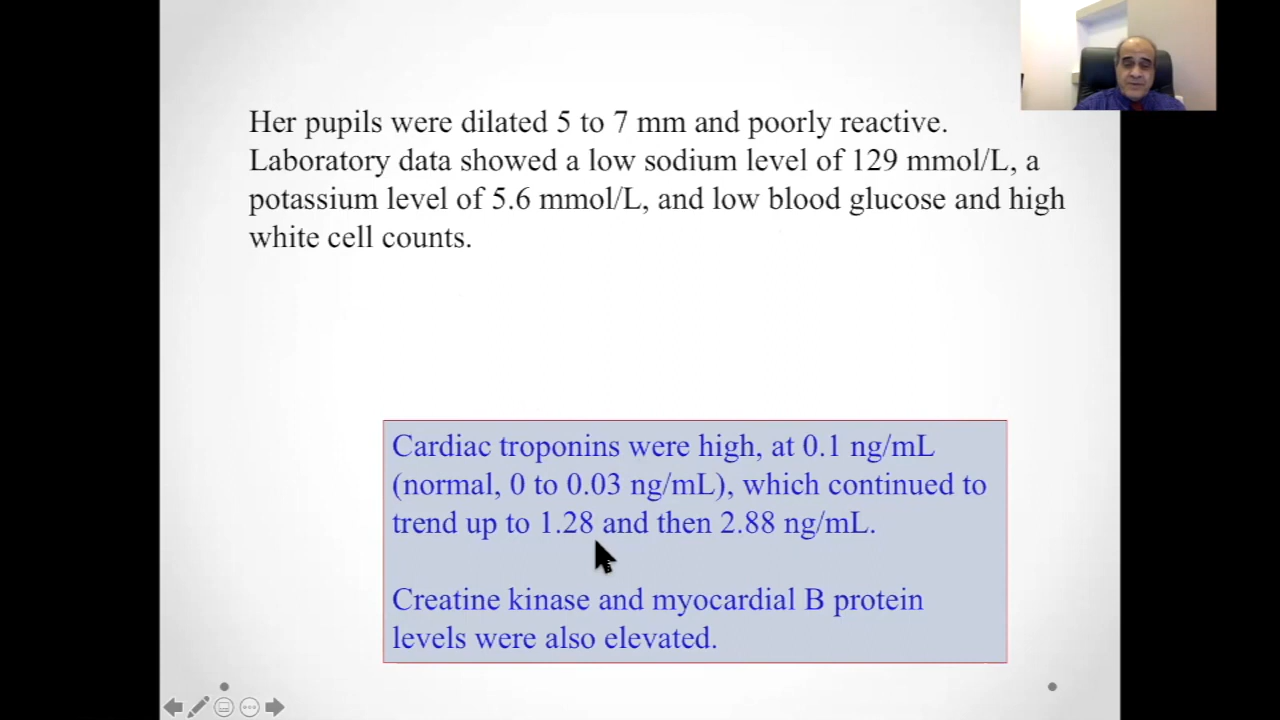 Her pupils were dilated 5 to 7 mm and poorly reactive.
Laboratory data showed a low sodium level of 129 mmol/L, a
potassium level of 5.6 mmol/L, and low blood glucose and high
white cell counts.
Cardiac troponins were high, at 0.1 ng/mL
(normal, 0 to 0.03 ng/mL), which continued to
trend up to 1.28 and then 2.88 ng/mL.
Creatine kinase and myocardial B protein
levels were also elevated.